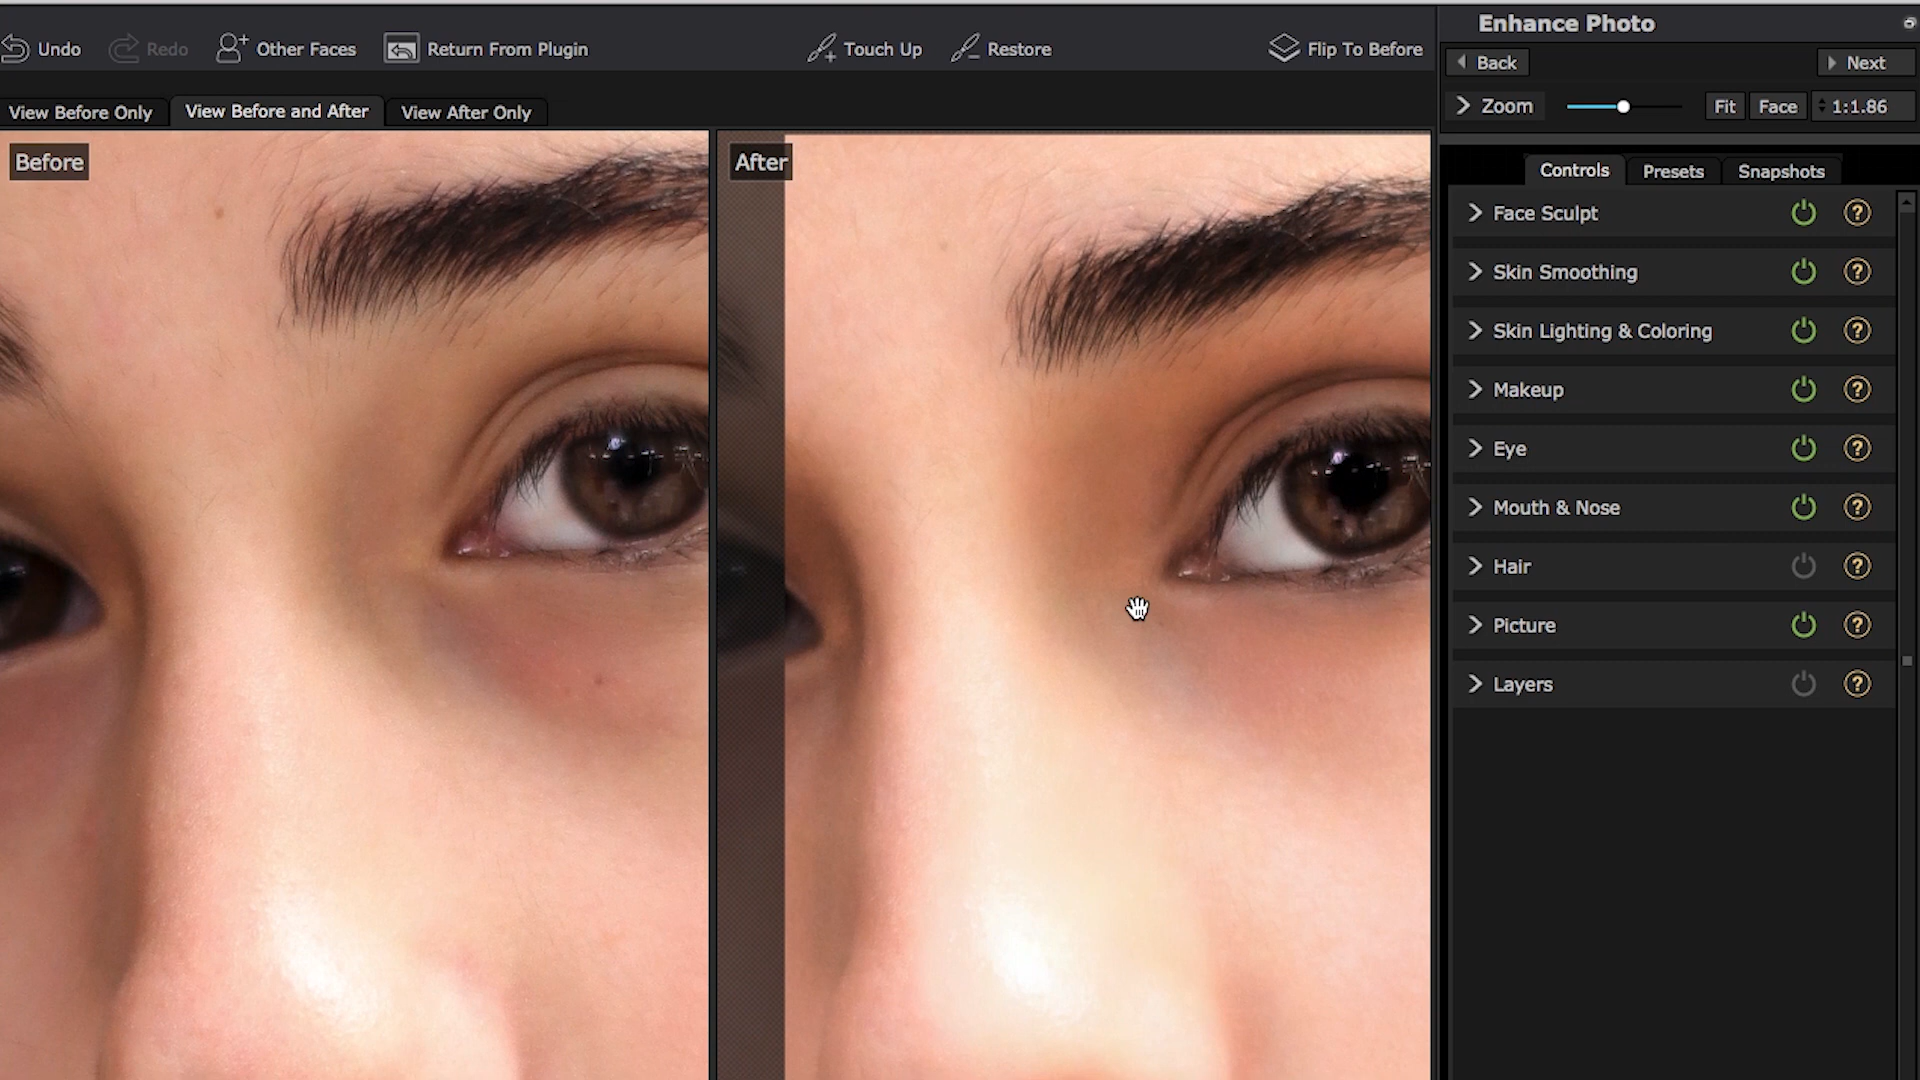 Enhance Photo
Undo Redo Other Faces Return From Plugin Touch Up Restore Flip To Before
Back Next
Zoom Fit Face 1:1.86
View Before Only View Before and After View After Only
Before
After
Controls Presets Snapshots
Face Sculpt ?
Skin Smoothing ?
Skin Lighting & Coloring ?
Makeup ?
Eye ?
Mouth & Nose ?
Hair ?
Picture ?
Layers ?